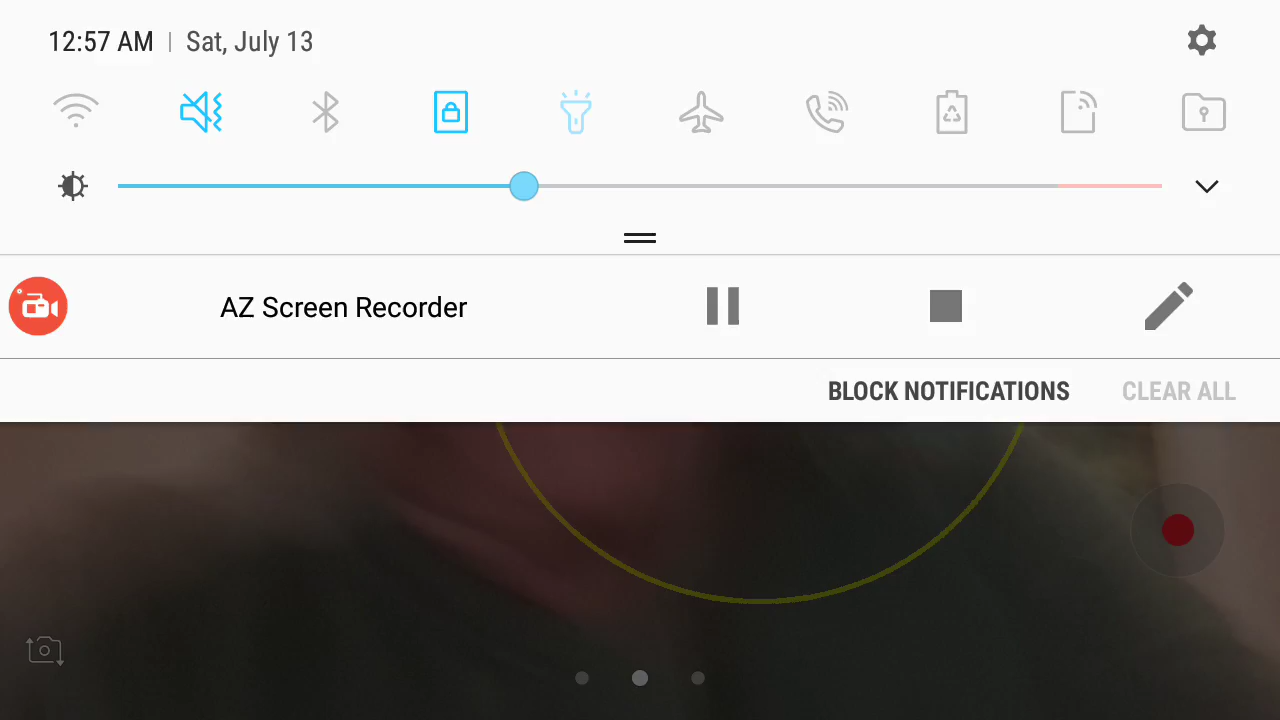 12:57 AM | Sat, July 13
AZ Screen Recorder
BLOCK NOTIFICATIONS CLEAR ALL